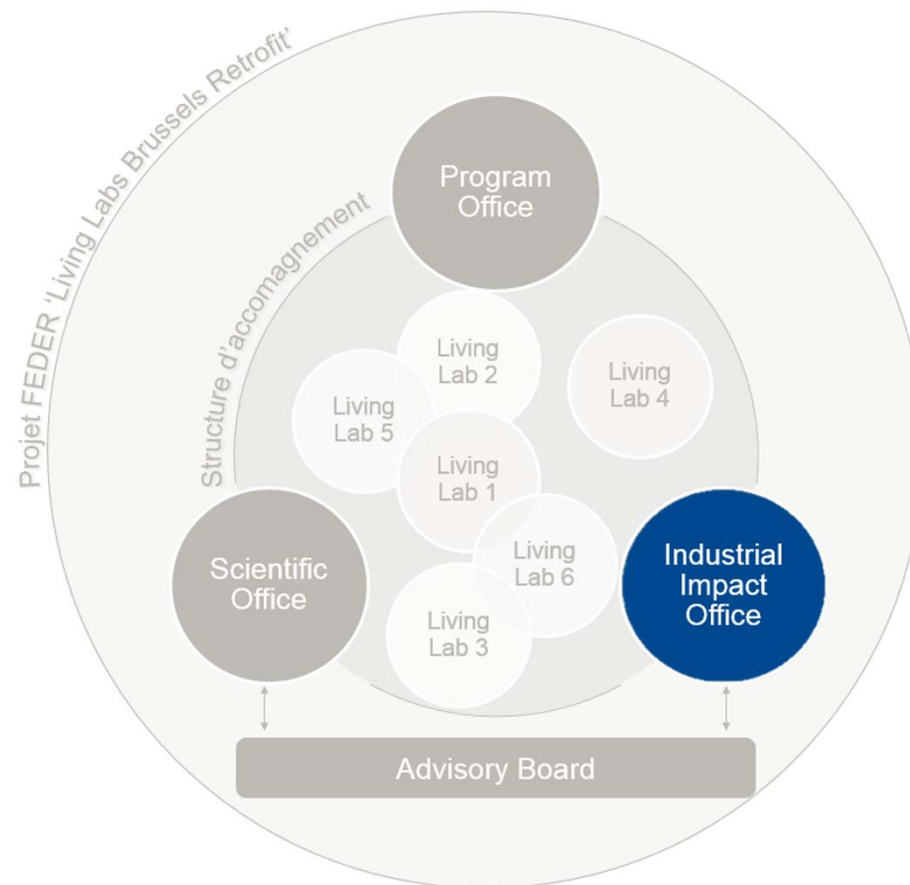 Projet FEDER ‘Living Labs Brussels Retrofit’
Structure d’accomagnement
Program
Office
Living
Lab 2
Living
Lab 4
Living
Lab 5
Living
Lab 1
Scientific
Office
Living
Lab 6
Industrial
Impact
Office
Living
Lab 3
Advisory Board